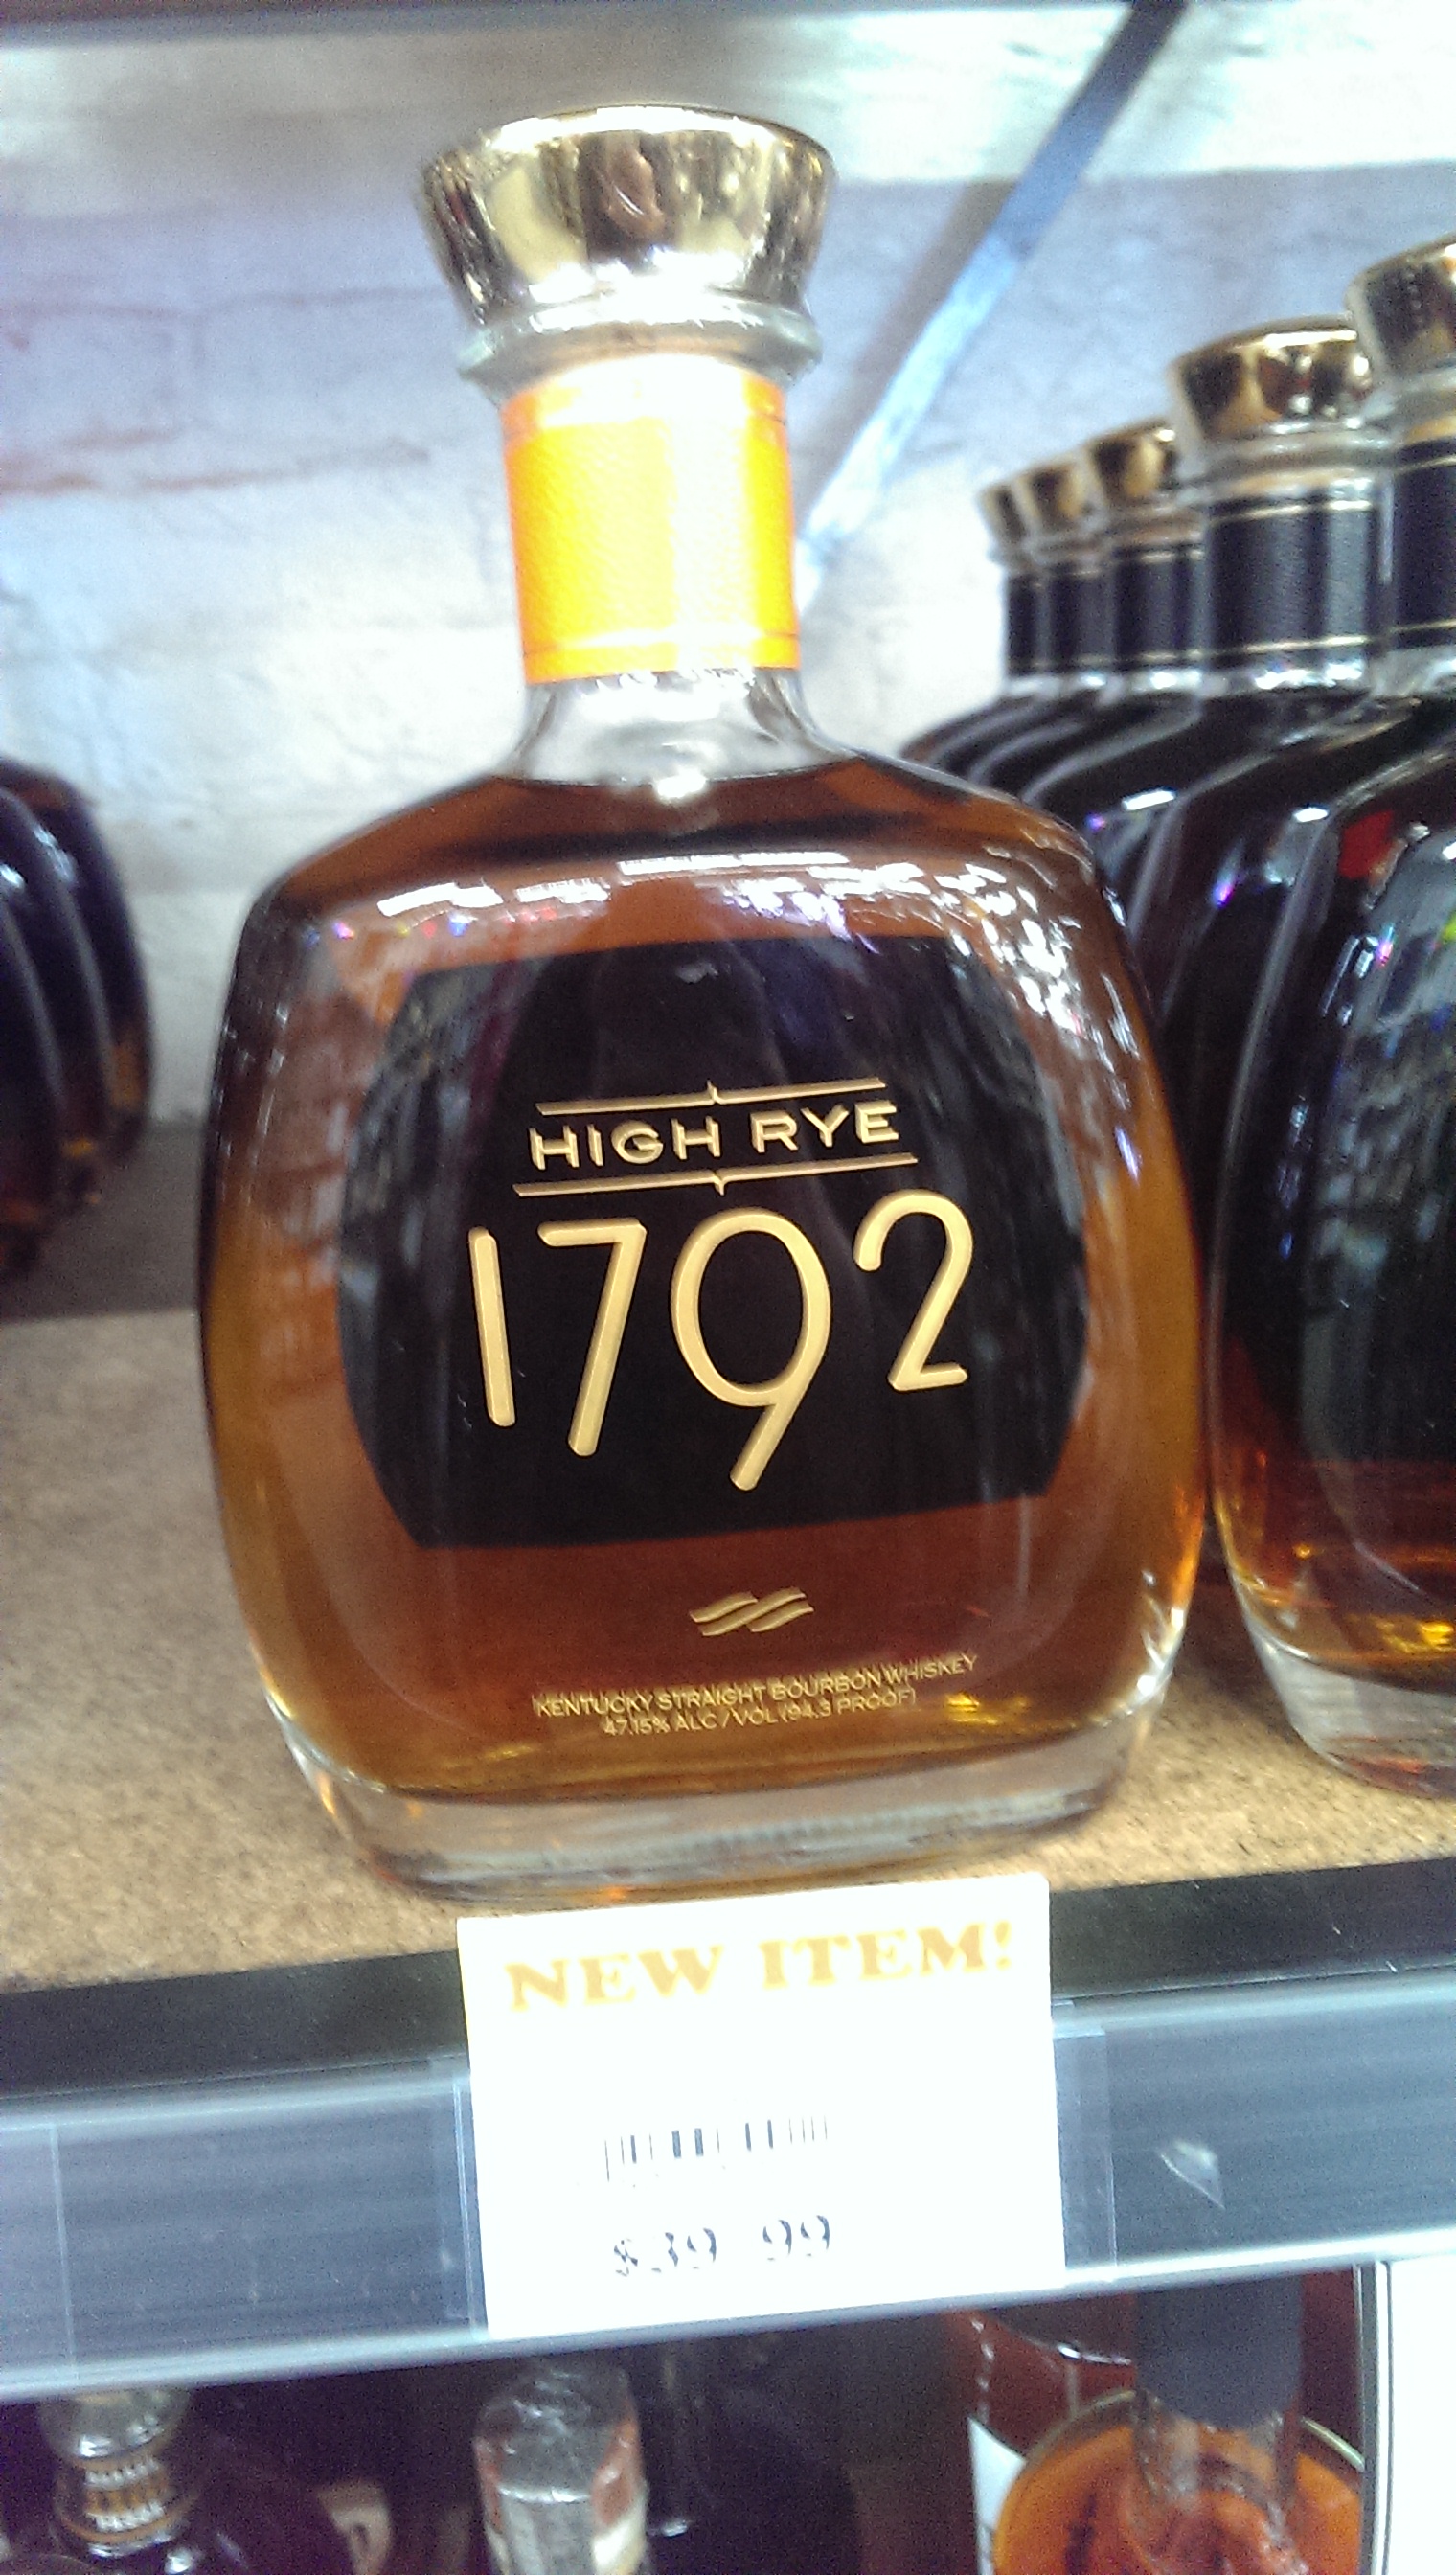 HIGH RYE
1792
KENTUCKY STRAIGHT BOURBON WHISKEY
47.15% ALC / VOL (94.3 PROOF)
NEW ITEM!
$39.99